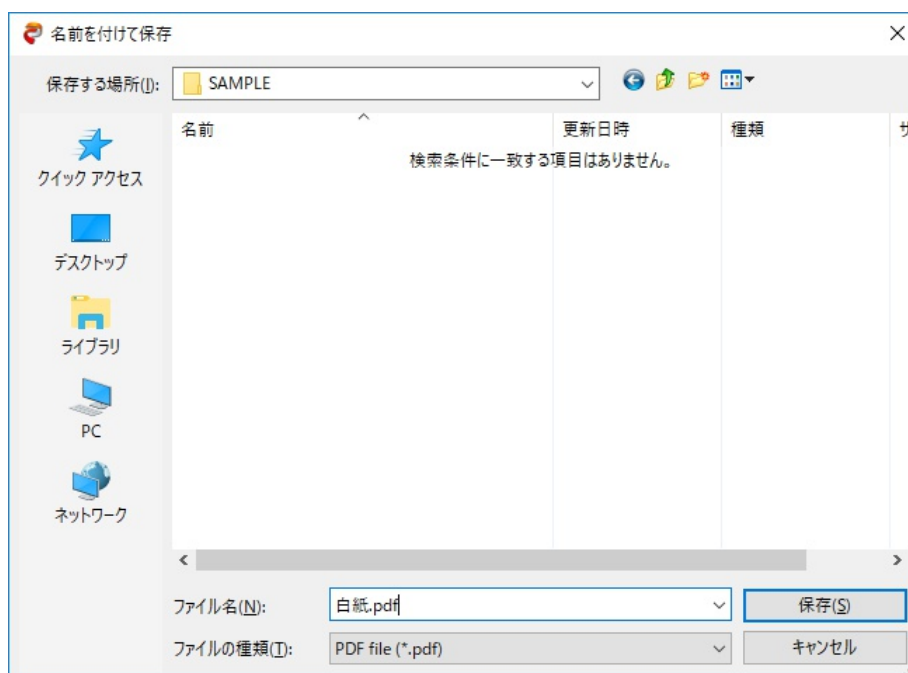 名前を付けて保存
保存する場所(I): SAMPLE
名前 更新日時 種類 サ
検索条件に一致する項目はありません。
クイック アクセス
デスクトップ
ライブラリ
PC
ネットワーク
ファイル名(N): 白紙.pdf 保存(S)
ファイルの種類(T): PDF file (*.pdf) キャンセル